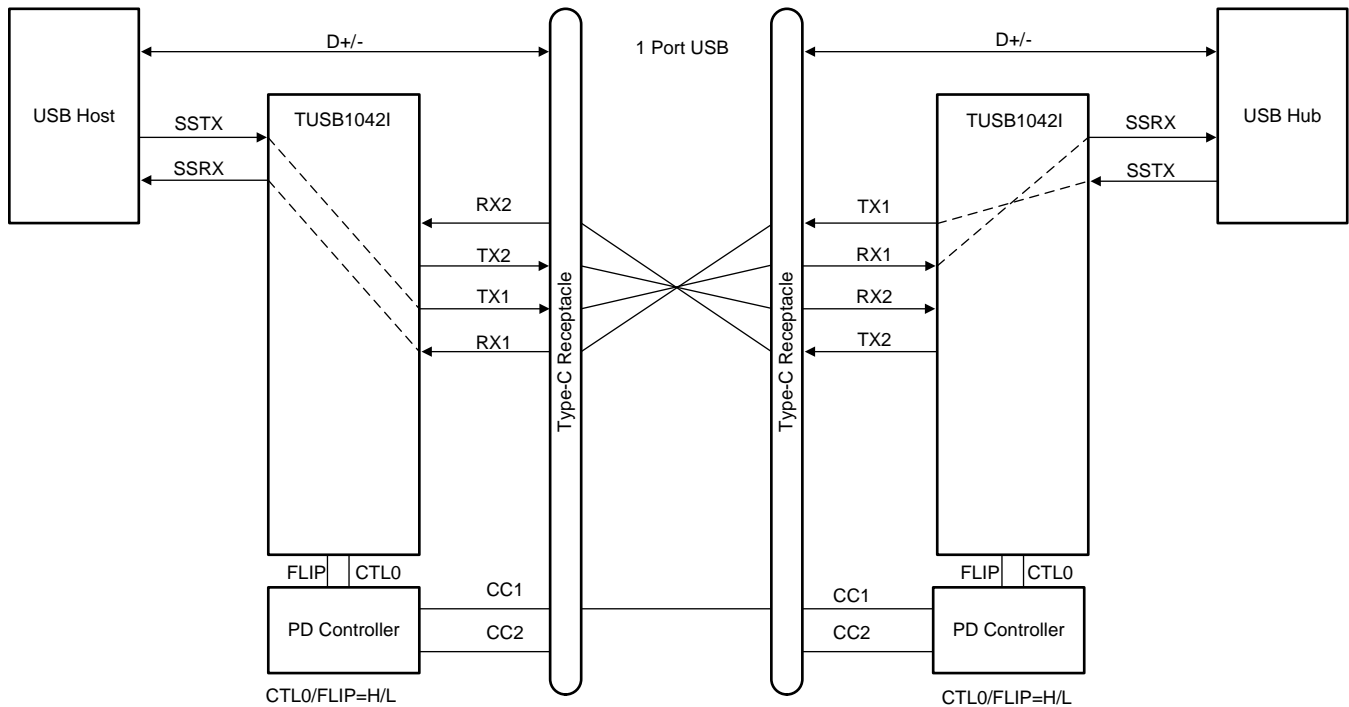 D+/-
1 Port USB
D+/-
USB Host
TUSB1042I
TUSB1042I
USB Hub
SSTX
SSRX
SSRX
SSTX
RX2
TX2
TX1
RX1
TX1
RX1
RX2
TX2
Type-C Receptacle
Type-C Receptacle
FLIP
CTL0
FLIP
CTL0
PD Controller
CC1
CC2
CC1
CC2
PD Controller
CTL0/FLIP=H/L
CTL0/FLIP=H/L